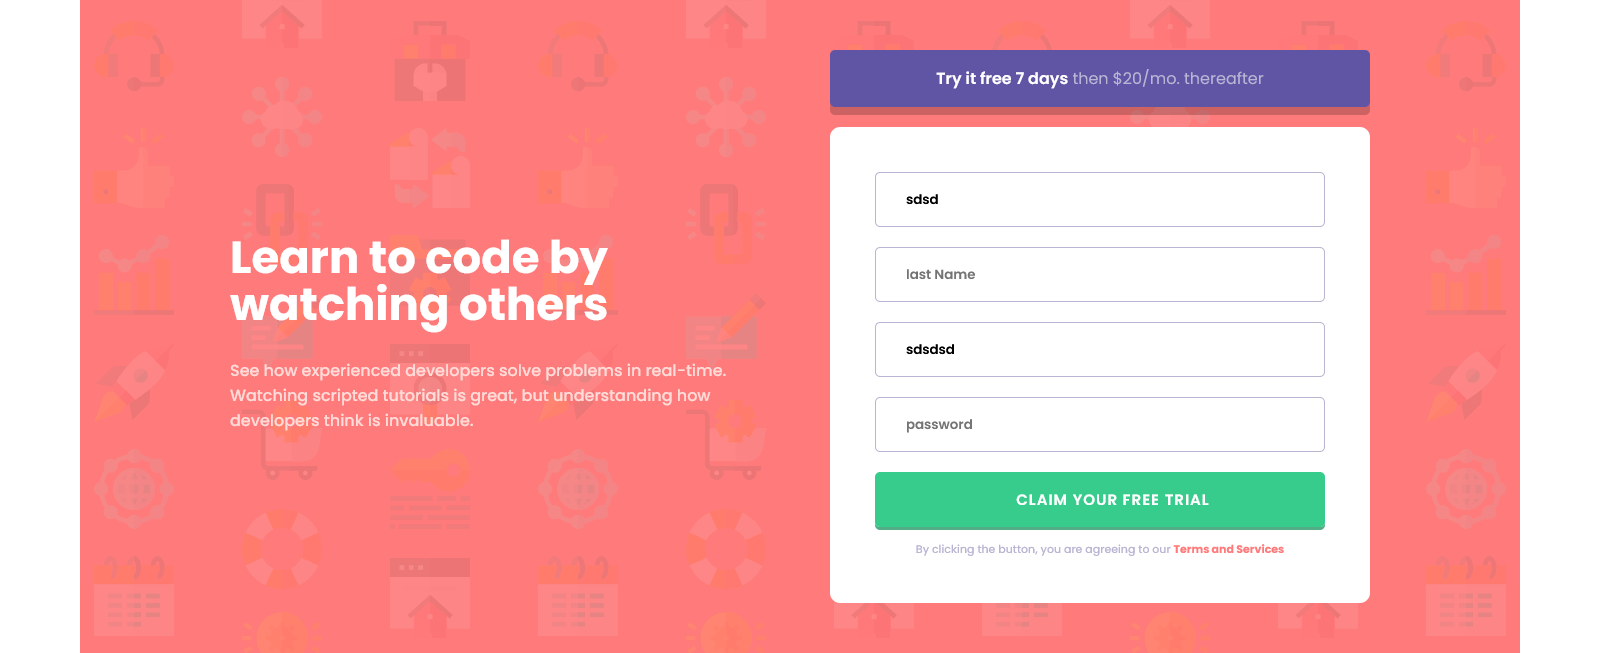 Try it free 7 days then $20/mo. thereafter
Learn to code by
watching others
See how experienced developers solve problems in real-time.
Watching scripted tutorials is great, but understanding how
developers think is invaluable.
sdsd
last Name
sdsdsd
password
CLAIM YOUR FREE TRIAL
By clicking the button, you are agreeing to our Terms and Services